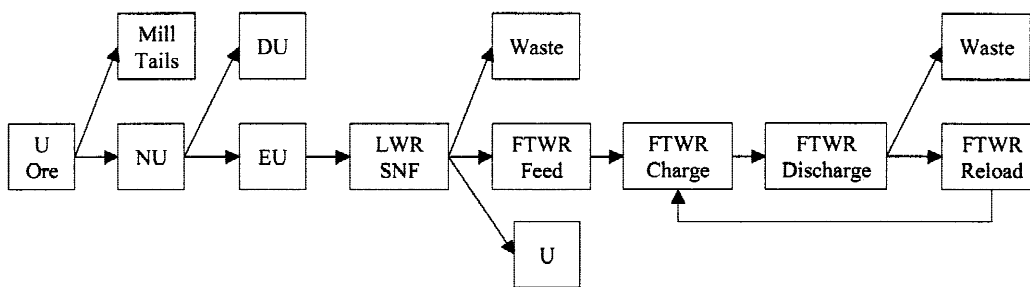 Mill
Tails
DU
Waste
Waste
U
Ore
NU
EU
LWR
SNF
FTWR
Feed
FTWR
Charge
FTWR
Discharge
FTWR
Reload
U